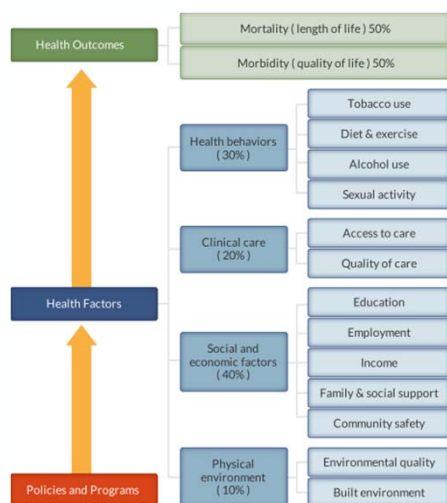 Health Outcomes
Mortality ( length of life ) 50%
Morbidity ( quality of life ) 50%
Health Factors
Health behaviors
( 30% )
Tobacco use
Diet & exercise
Alcohol use
Sexual activity
Clinical care
( 20% )
Access to care
Quality of care
Social and
economic factors
( 40% )
Education
Employment
Income
Family & social support
Community safety
Policies and Programs
Physical
environment
( 10% )
Environmental quality
Built environment